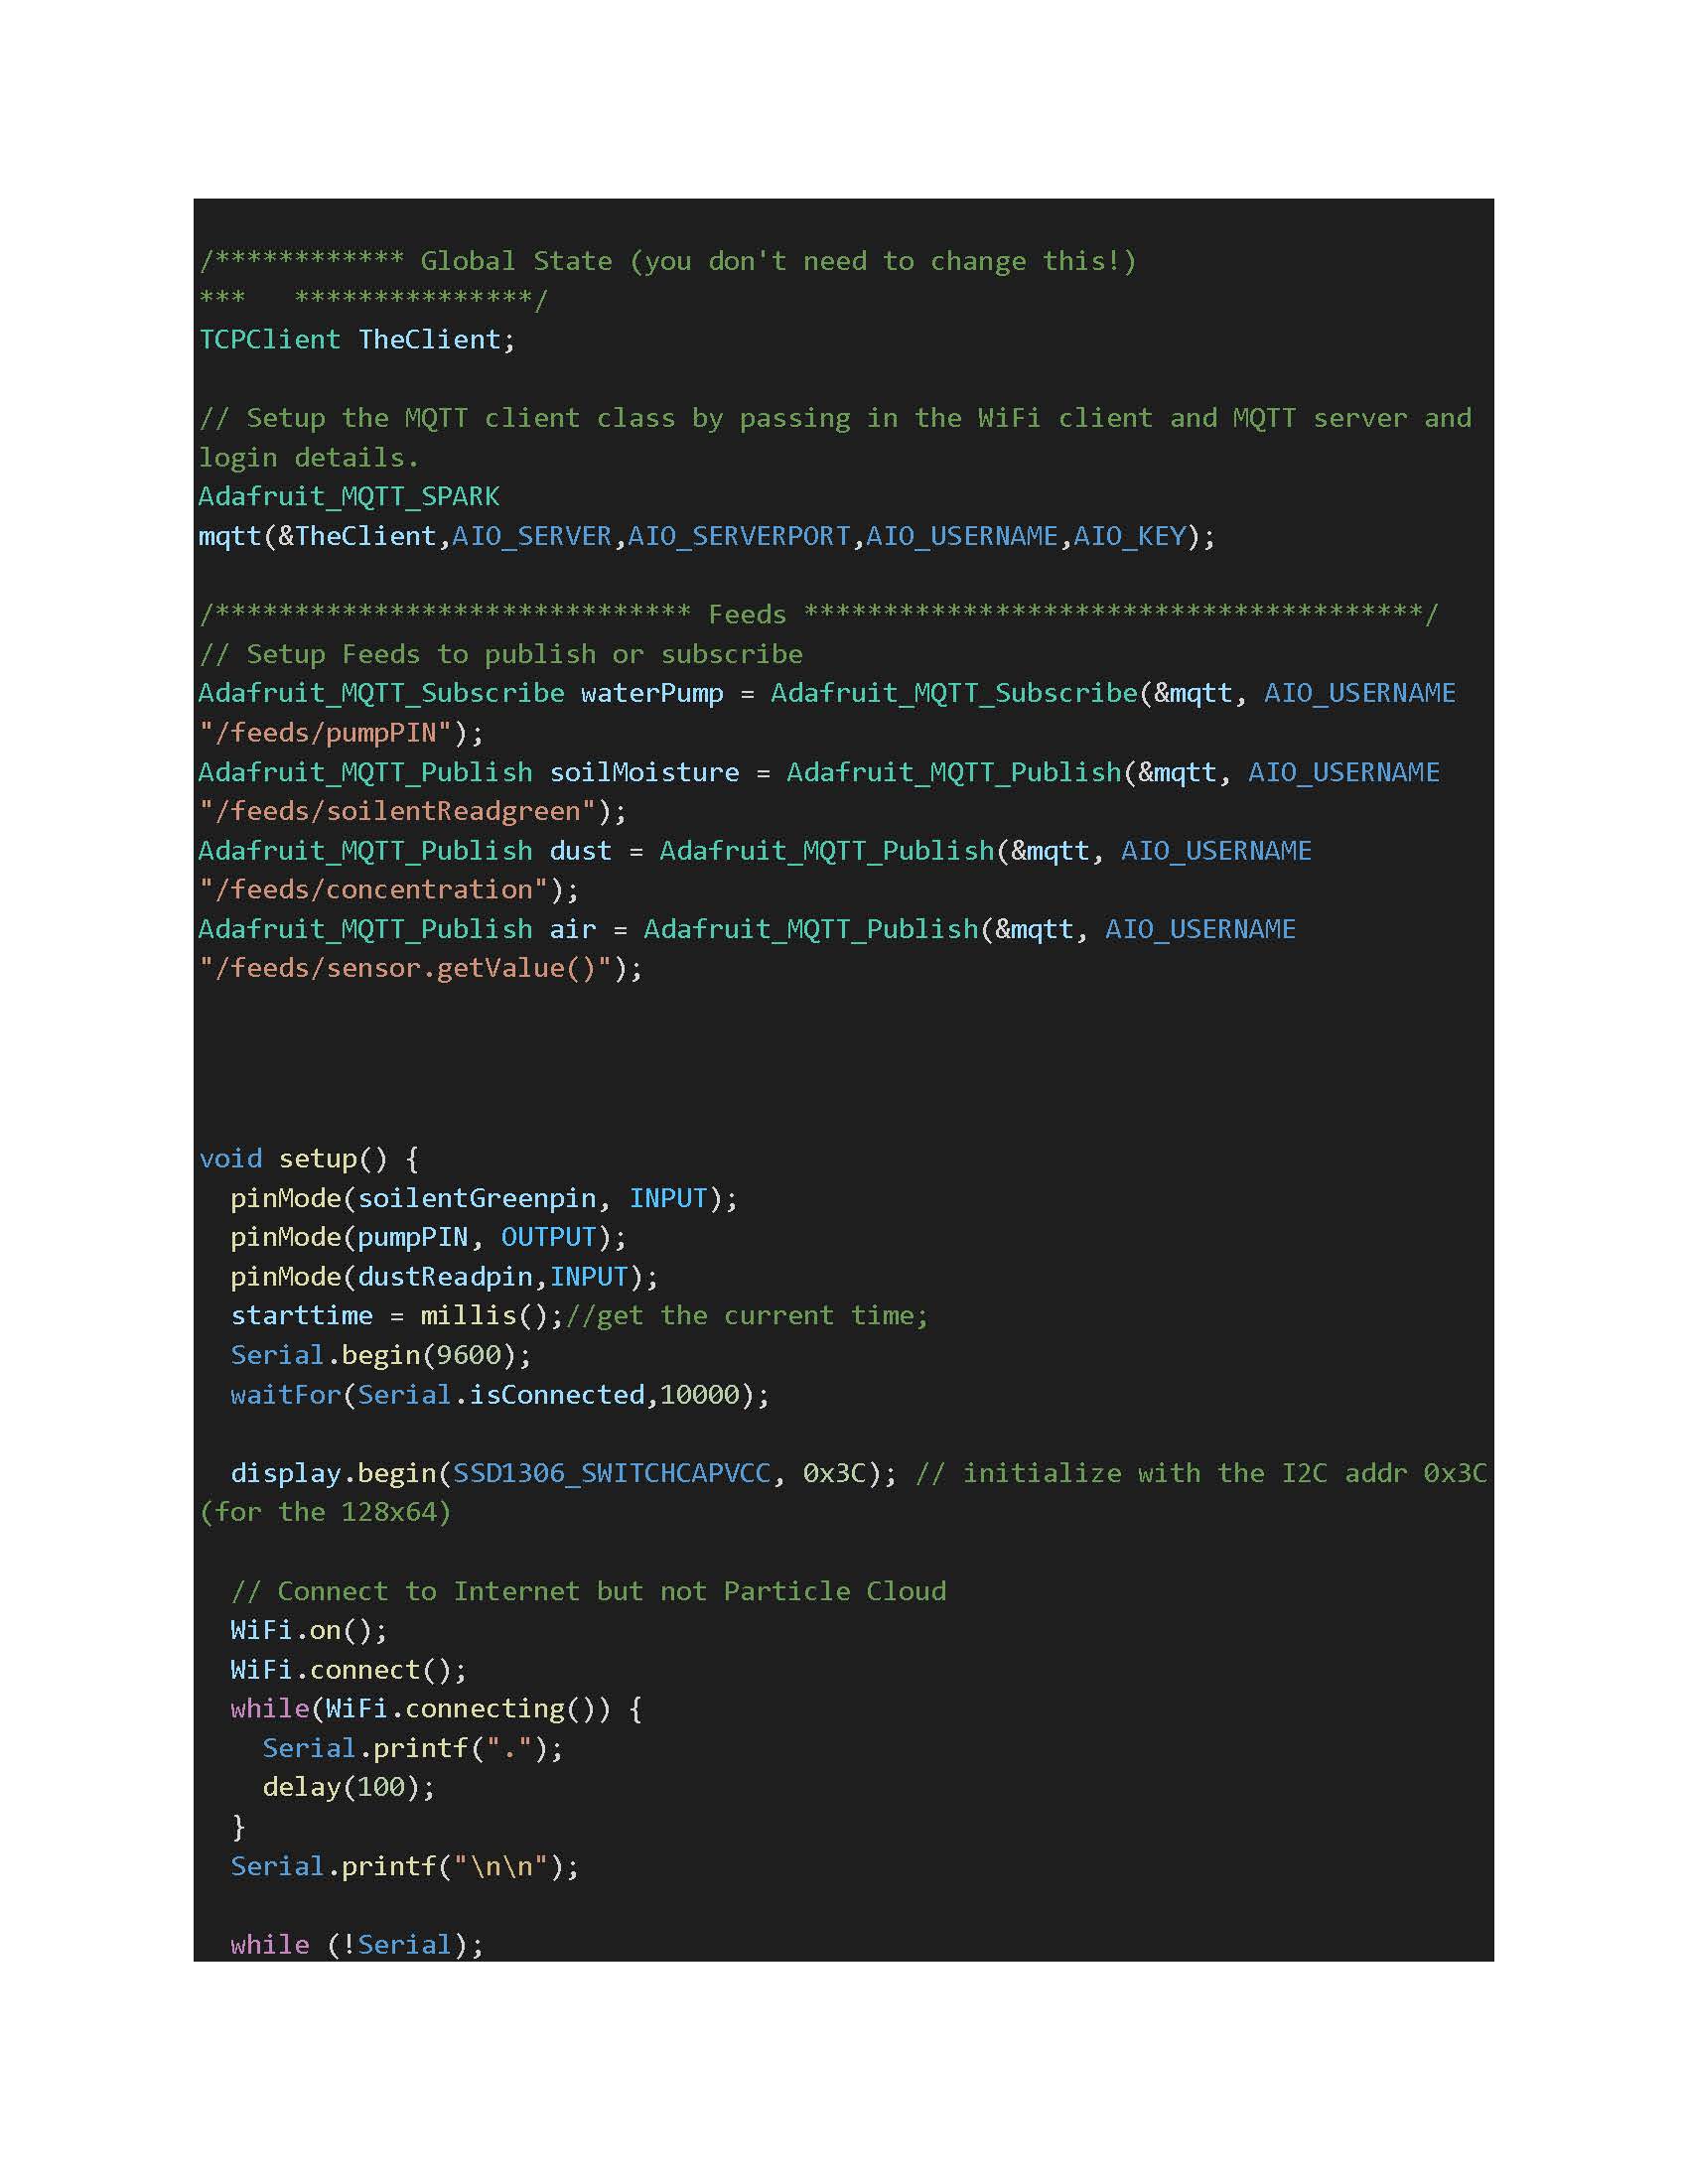 /************ Global State (you don't need to change this!)
***   ***************/
TCPClient TheClient;
// Setup the MQTT client class by passing in the WiFi client and MQTT server and
login details.
Adafruit_MQTT_SPARK
mqtt(&TheClient,AIO_SERVER,AIO_SERVERPORT,AIO_USERNAME,AIO_KEY);
/****************************** Feeds ***************************************/
// Setup Feeds to publish or subscribe
Adafruit_MQTT_Subscribe waterPump = Adafruit_MQTT_Subscribe(&mqtt, AIO_USERNAME
"/feeds/pumpPIN");
Adafruit_MQTT_Publish soilMoisture = Adafruit_MQTT_Publish(&mqtt, AIO_USERNAME
"/feeds/soilentReadgreen");
Adafruit_MQTT_Publish dust = Adafruit_MQTT_Publish(&mqtt, AIO_USERNAME
"/feeds/concentration");
Adafruit_MQTT_Publish air = Adafruit_MQTT_Publish(&mqtt, AIO_USERNAME
"/feeds/sensor.getValue()");
void setup() {
  pinMode(soilentGreenpin, INPUT);
  pinMode(pumpPIN, OUTPUT);
  pinMode(dustReadpin,INPUT);
  starttime = millis();//get the current time;
  Serial.begin(9600);
  waitFor(Serial.isConnected,10000);
  display.begin(SSD1306_SWITCHCAPVCC, 0x3C); // initialize with the I2C addr 0x3C
(for the 128x64)
  // Connect to Internet but not Particle Cloud
  WiFi.on();
  WiFi.connect();
  while(WiFi.connecting()) {
    Serial.printf(".");
    delay(100);
  }
  Serial.printf("\n\n");
  while (!Serial);